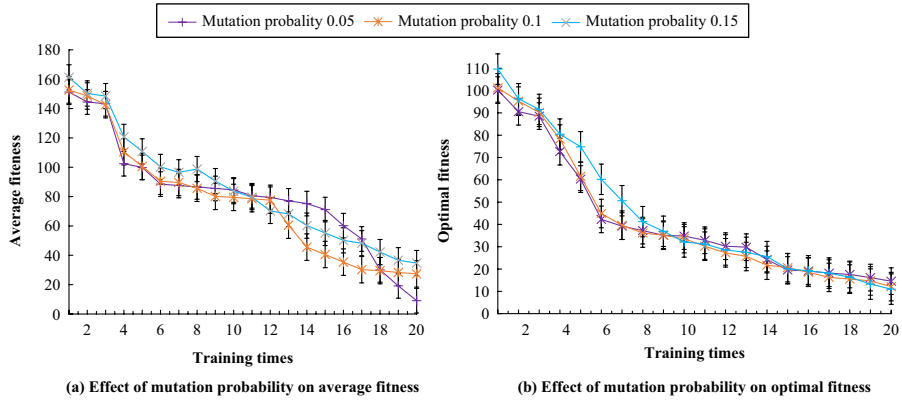 Mutation probality 0.05 Mutation probality 0.1 Mutation probality 0.15
180
160
140
120
100
80
60
40
20
0
Average fiteness
2 4 6 8 10 12 14 16 18 20
Training times
(a) Effect of mutation probability on average fitness
110
100
90
80
70
60
50
40
30
20
10
0
Optimal fitness
2 4 6 8 10 12 14 16 18 20
Training times
(b) Effect of mutation probability on optimal fitness